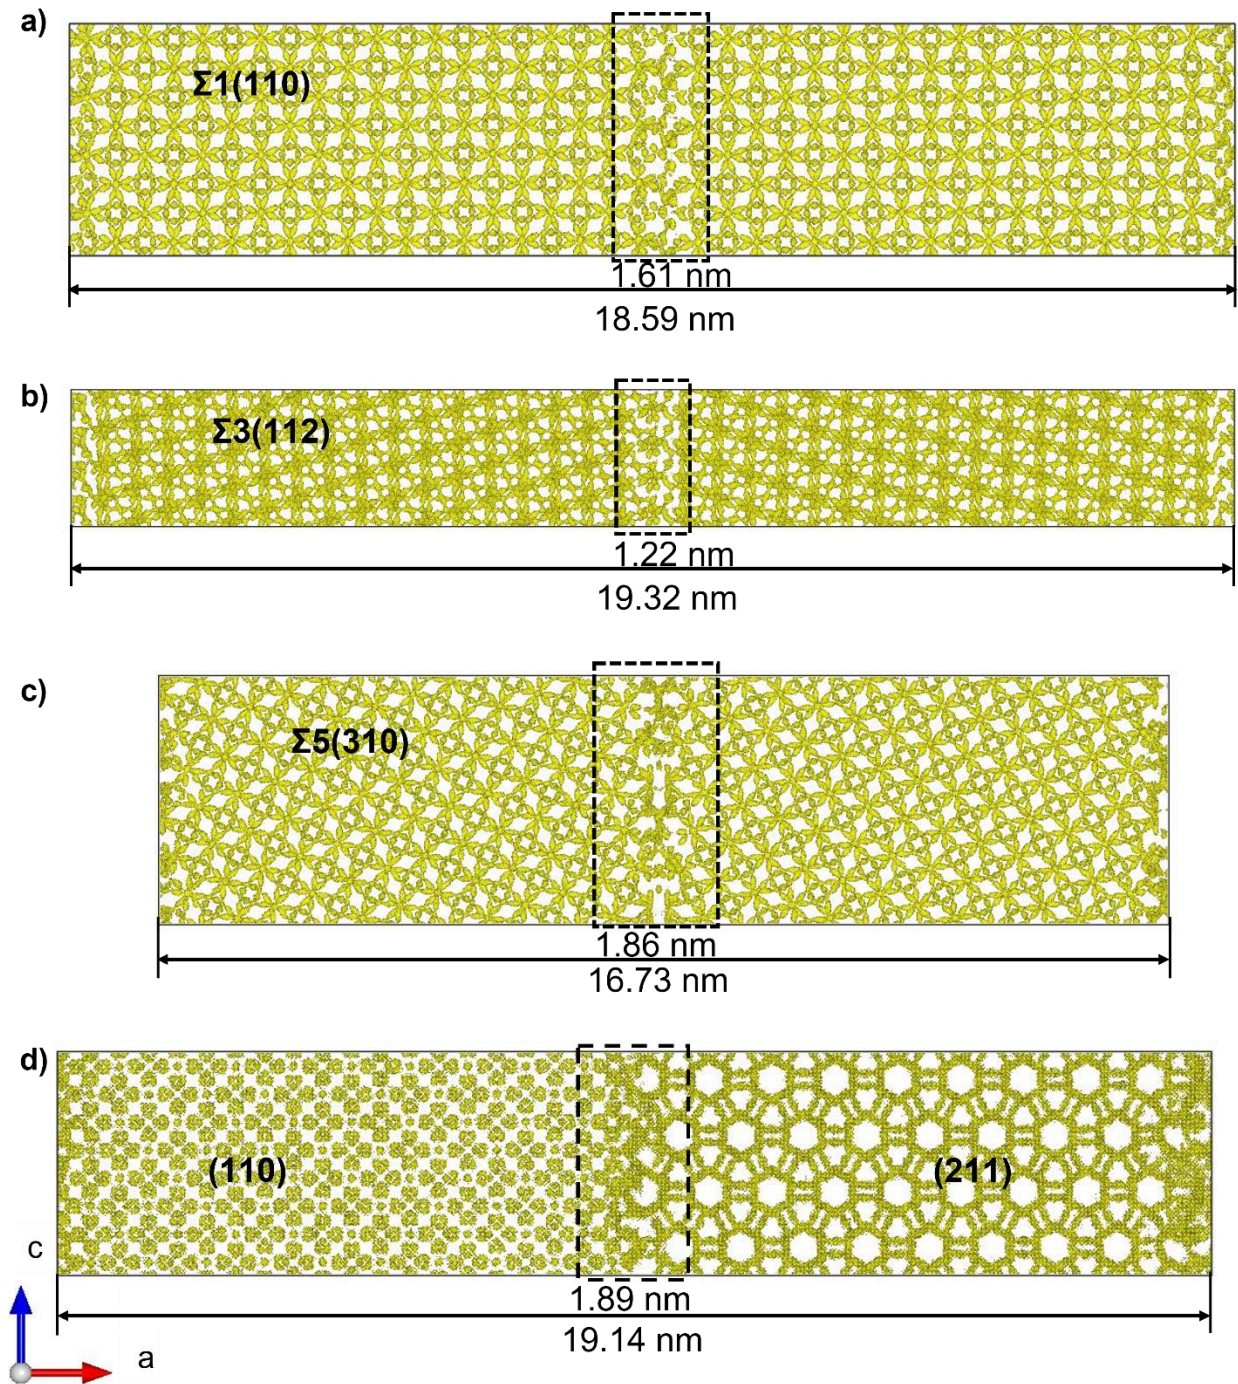 a)
Σ1(110)
1.61 nm
18.59 nm
b)
Σ3(112)
1.22 nm
19.32 nm
c)
Σ5(310)
1.86 nm
16.73 nm
d)
(110) (211)
c
1.89 nm
19.14 nm
a